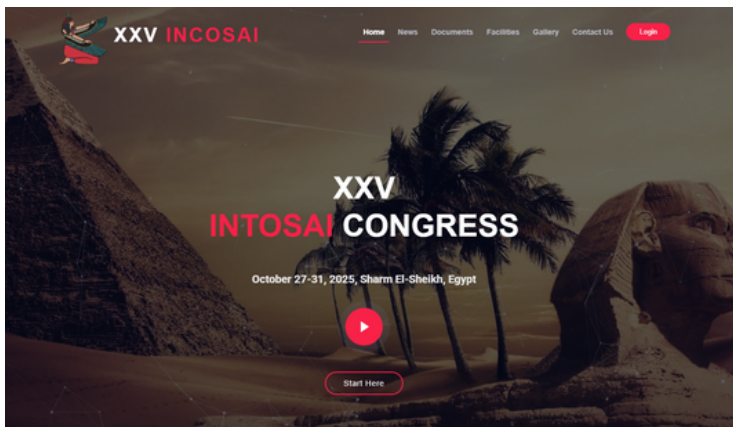 XXV INCOSAI
Home News Documents Facilities Gallery Contact Us Login
XXV
INTOSAI CONGRESS
October 27-31, 2025, Sharm El-Sheikh, Egypt
Start Here